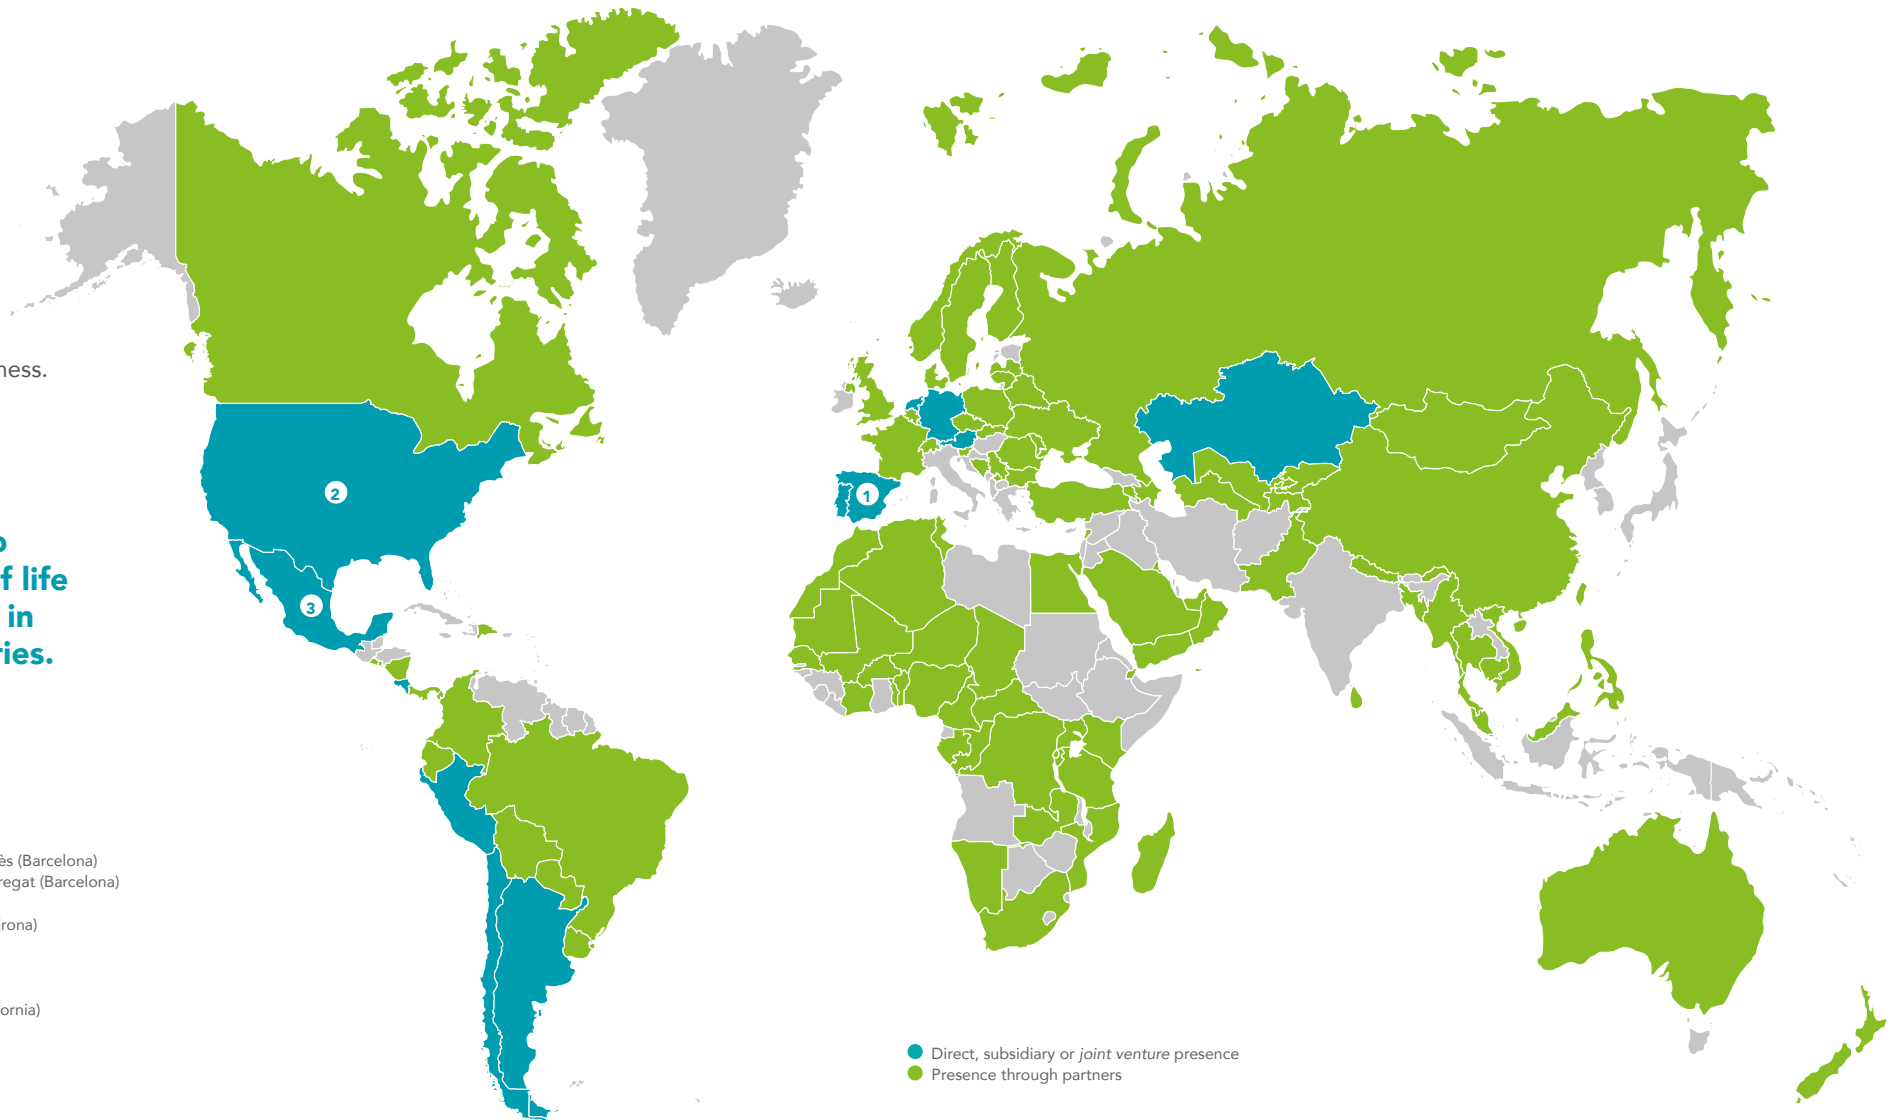 ness.
f life
in
ries.
ès (Barcelona)
regat (Barcelona)
irona)
ornia)
2
1
3
Direct, subsidiary or joint venture presence
Presence through partners